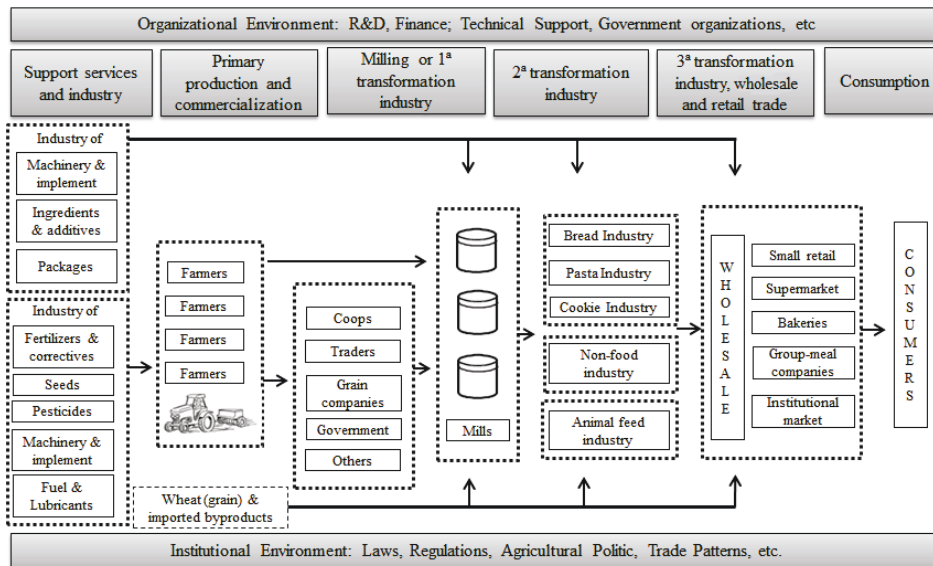 Organizational Environment: R&D, Finance; Technical Support, Government organizations, etc
Support services
and industry
Primary
production and
commercialization
Milling or 1ª
transformation
industry
2ª transformation
industry
3ª transformation
industry, wholesale
and retail trade
Consumption
Industry of
Machinery &
implement
Ingredients
& additives
Packages
Industry of
Fertilizers &
correctives
Seeds
Pesticides
Machinery &
implement
Fuel &
Lubricants
Farmers
Farmers
Farmers
Farmers
Coops
Traders
Grain
companies
Government
Others
Wheat (grain) &
imported byproducts
Mills
Bread Industry
Pasta Industry
Cookie Industry
Non-food
industry
Animal feed
industry
WHOLESALE
Small retail
Supermarket
Bakeries
Group-meal
companies
Institutional
market
CONSUMERS
Institutional Environment: Laws, Regulations, Agricultural Politic, Trade Patterns, etc.